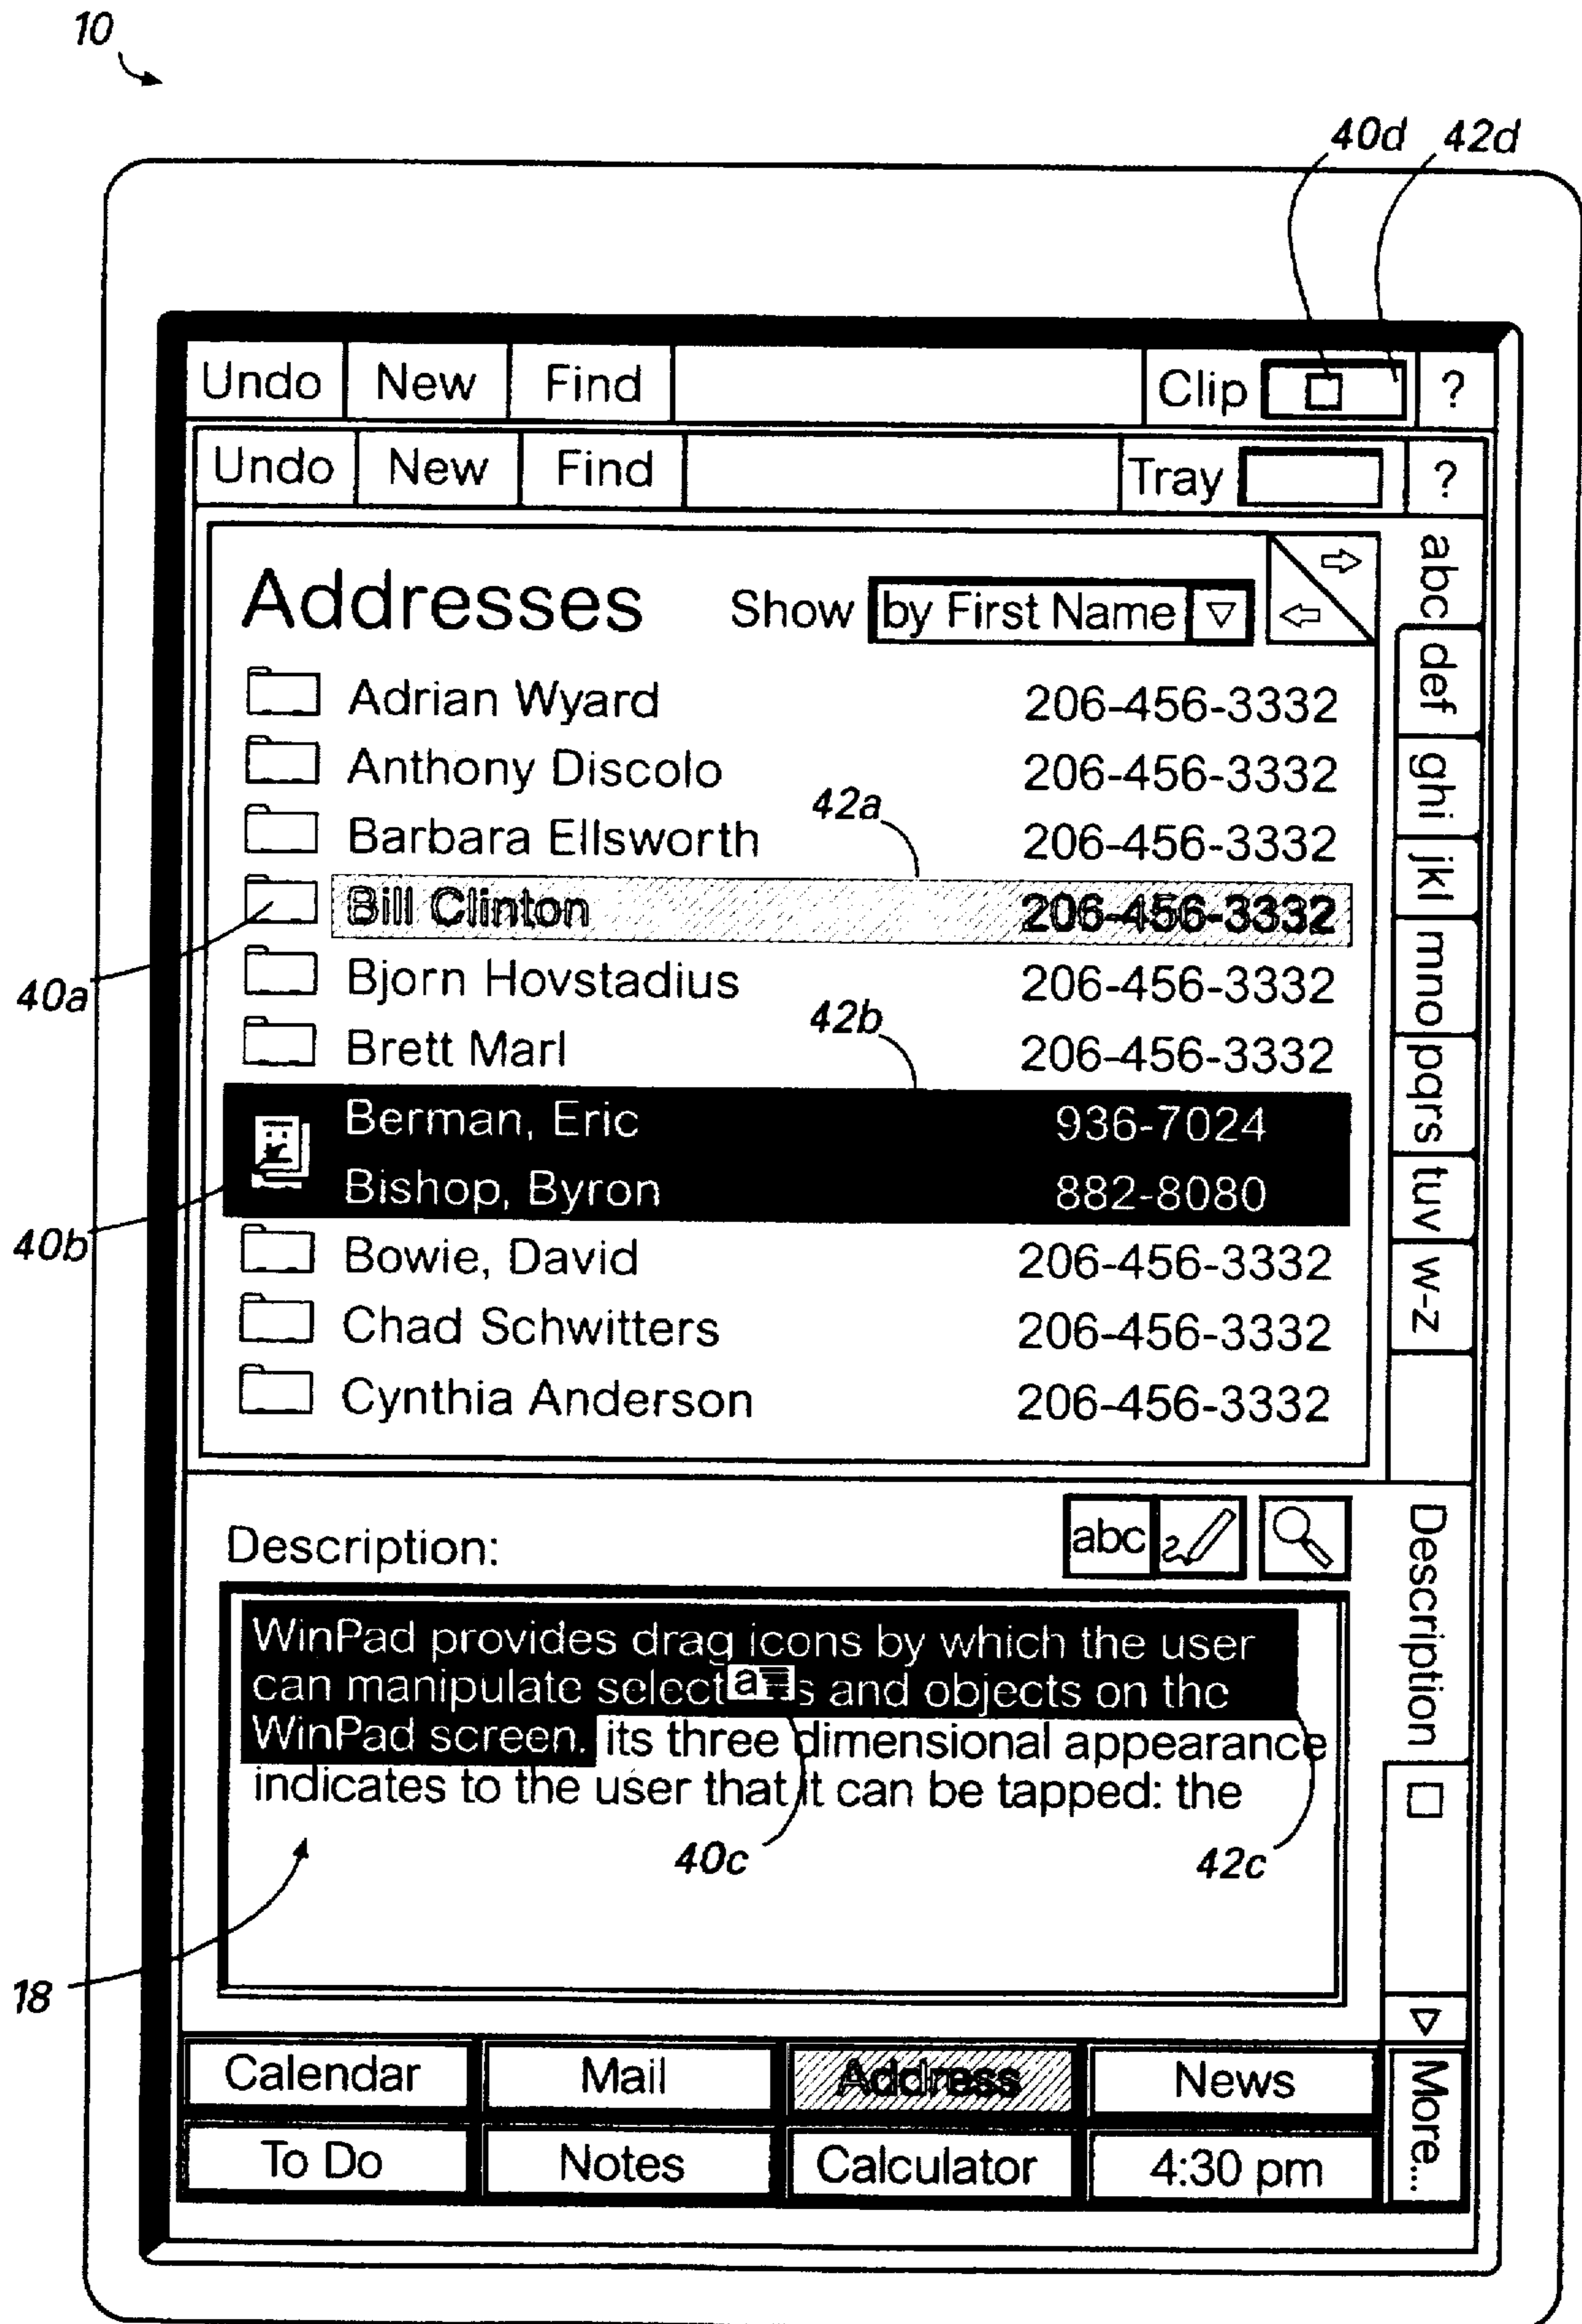 10
40d 42d
Undo New Find Clip ?
Undo New Find Tray ?
Addresses Show by First Name
Adrian Wyard 206-456-3332
Anthony Discolo 206-456-3332
42a
Barbara Ellsworth 206-456-3332
Bill Clinton 206-456-3332
40a
Bjorn Hovstadius 206-456-3332
42b
Brett Marl 206-456-3332
Berman, Eric 936-7024
Bishop, Byron 882-8080
40b
Bowie, David 206-456-3332
Chad Schwitters 206-456-3332
Cynthia Anderson 206-456-3332
abc
def
ghi
jkl
mno
pqrs
tuv
w-z
Description: abc
Description
WinPad provides drag icons by which the user
can manipulate select a s and objects on the
WinPad screen. its three dimensional appearance
indicates to the user that it can be tapped: the
40c 42c
18
Calendar Mail Address News
To Do Notes Calculator 4:30 pm
More...